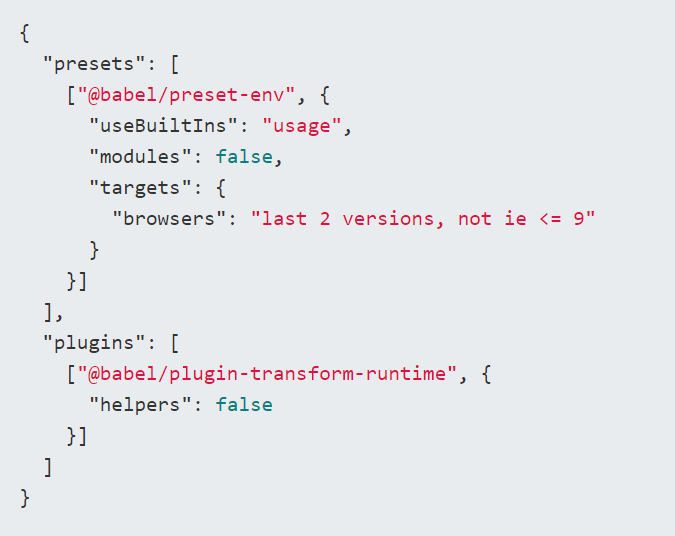 {
  "presets": [
    ["@babel/preset-env", {
      "useBuiltIns": "usage",
      "modules": false,
      "targets": {
        "browsers": "last 2 versions, not ie <= 9"
      }
    }]
  ],
  "plugins": [
    ["@babel/plugin-transform-runtime", {
      "helpers": false
    }]
  ]
}